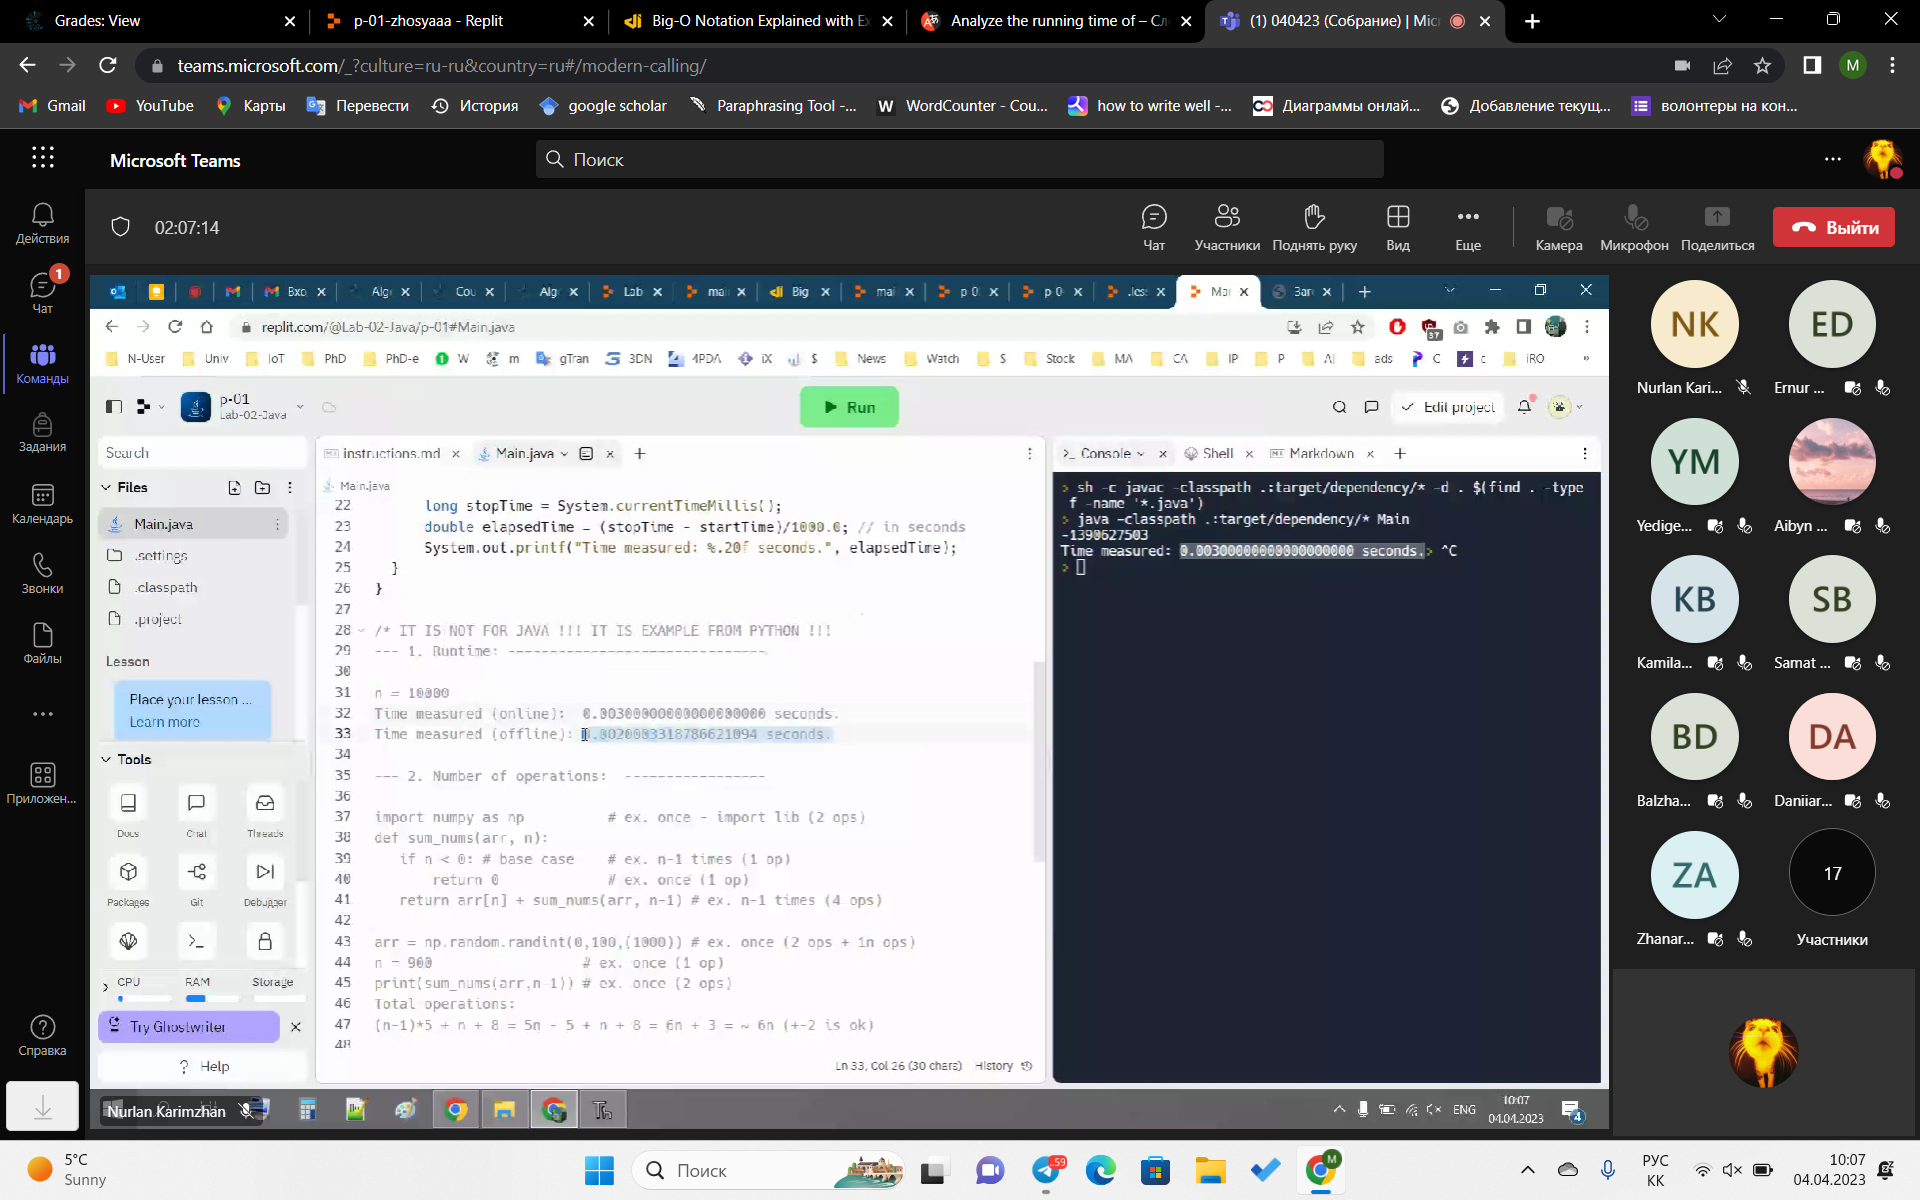 Grades: View
p-01-zhosyaaa - Replit
Big-O Notation Explained with Ex
Analyze the running time of – Сл
(1) 040423 (Собрание) | Micr
teams.microsoft.com/_?culture=ru-ru&country=ru#/modern-calling/
M
Gmail
YouTube
Карты
Перевести
История
google scholar
Paraphrasing Tool -...
WordCounter - Cou...
how to write well -...
Диаграммы онлай...
Добавление текущ...
волонтеры на кон...
Microsoft Teams
Поиск
02:07:14
Чат
Участники
Поднять руку
Вид
Еще
Камера
Микрофон
Поделиться
Выйти
Действия
1
Чат
Команды
Задания
Календарь
Звонки
Файлы
Приложен...
Справка
Bxo
Alg
Cou
Alg
Lab
mai
Big
mai
p 0
p 0
.les
Mai
replit.com/@Lab-02-Java/p-01#Main.java
37
N-User
Univ
IoT
PhD
PhD-e
W
m
gTran
3DN
4PDA
iX
$
News
Watch
$
Stock
MA
CA
IP
P
AI
ads
C
c
iRO
»
p-01
Lab-02-Java
Run
Edit project
Search
Files
Main.java
.settings
.classpath
.project
Lesson
Place your lesson ...
Learn more
Tools
Docs
Chat
Threads
Packages
Git
Debugger
CPU
RAM
Storage
Try Ghostwriter
? Help
instructions.md
Main.java
Main.java
22 long stopTime = System.currentTimeMillis();
23 double elapsedTime = (stopTime - startTime)/1000.0; // in seconds
24 System.out.printf("Time measured: %.20f seconds.", elapsedTime);
25 }
26 }
27
28 /* IT IS NOT FOR JAVA !!! IT IS EXAMPLE FROM PYTHON !!!
29 --- 1. Runtime: -------------------------------
30
31 n = 10000
32 Time measured (online): 0.00300000000000000000 seconds.
33 Time measured (offline): 0.0020003318786621094 seconds.
34
35 --- 2. Number of operations: -----------------
36
37 import numpy as np # ex. once - import lib (2 ops)
38 def sum_nums(arr, n):
39 if n < 0: # base case # ex. n-1 times (1 op)
40 return 0 # ex. once (1 op)
41 return arr[n] + sum_nums(arr, n-1) # ex. n-1 times (4 ops)
42
43 arr = np.random.randint(0,100,(1000)) # ex. once (2 ops + 1n ops)
44 n = 900 # ex. once (1 op)
45 print(sum_nums(arr,n-1)) # ex. once (2 ops)
46 Total operations:
47 (n-1)*5 + n + 8 = 5n - 5 + n + 8 = 6n + 3 = ~ 6n (+-2 is ok)
48
Ln 33, Col 26 (30 chars) History
Console
Shell
Markdown
> sh -c javac -classpath .:target/dependency/* -d . $(find . -type
f -name '*.java')
> java -classpath .:target/dependency/* Main
-1390627503
Time measured: 0.00300000000000000000 seconds.> ^C
>
Nurlan Karimzhan
ENG
10:07
04.04.2023
4
NK
Nurlan Kari...
ED
Ernur ...
YM
Yedige...
Aibyn ...
KB
Kamila...
SB
Samat ...
BD
Balzha...
DA
Daniiar...
ZA
Zhanar...
17
Участники
5°C
Sunny
Поиск
59
M
РУС
КК
10:07
04.04.2023